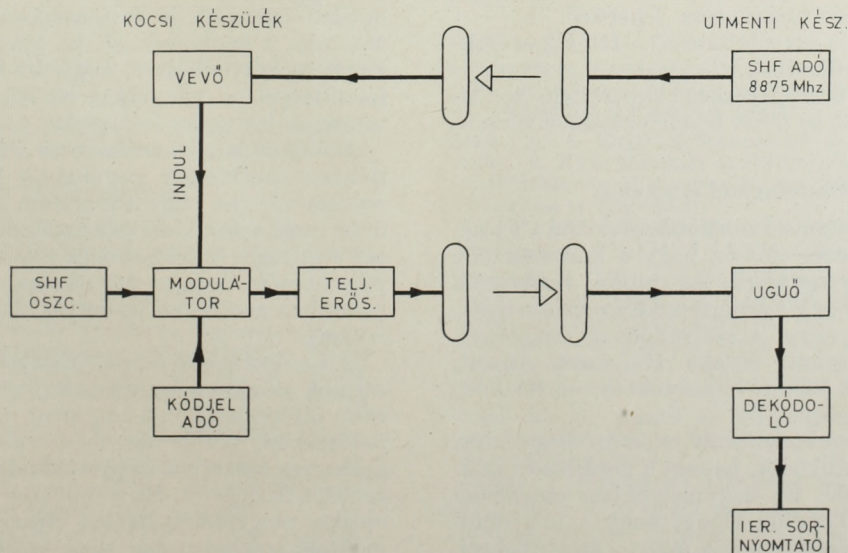 KOCSI KÉSZÜLÉK
UTMENTI KÉSZ.
VEVŐ
SHF ADÓ
8875 Mhz
INDUL
SHF
OSZC.
MODULÁ-
TOR
TELJ.
ERŐS.
UGUŐ
KÓDJEL
ADÓ
DEKÓDO-
LÓ
IER. SOR-
NYOMTATÓ